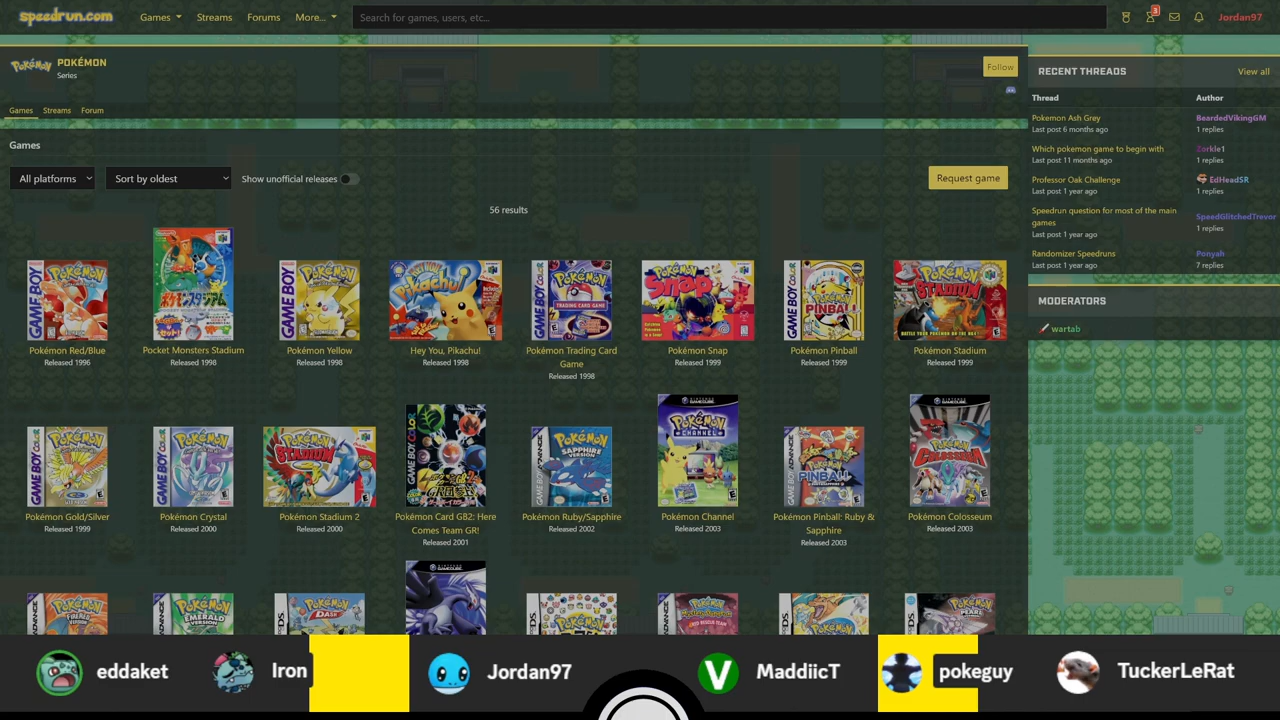 speedrun.com
Games
Streams
Forums
More...
Search for games, users, etc...
3
Jordan97
POKÉMON
Series
Follow
Games
Streams
Forum
RECENT THREADS
View all
Thread
Author
Pokemon Ash Grey
BeardedVikingGM
Last post 6 months ago
1 replies
Which pokemon game to begin with
Zorkle1
Last post 11 months ago
1 replies
Professor Oak Challenge
EdHeadSR
Last post 1 year ago
1 replies
Speedrun question for most of the main
games
SpeedGlitchedTrevor
Last post 1 year ago
1 replies
Randomizer Speedruns
Ponyah
Last post 1 year ago
7 replies
MODERATORS
wartab
Games
All platforms
Sort by oldest
Show unofficial releases
Request game
56 results
Pokémon Red/Blue
Released 1996
Pocket Monsters Stadium
Released 1998
Pokémon Yellow
Released 1998
Hey You, Pikachu!
Released 1998
Pokémon Trading Card
Game
Released 1998
Pokémon Snap
Released 1999
Pokémon Pinball
Released 1999
Pokémon Stadium
Released 1999
Pokémon Gold/Silver
Released 1999
Pokémon Crystal
Released 2000
Pokémon Stadium 2
Released 2000
Pokémon Card GB2: Here
Comes Team GR!
Released 2001
Pokémon Ruby/Sapphire
Released 2002
Pokémon Channel
Released 2003
Pokémon Pinball: Ruby &
Sapphire
Released 2003
Pokémon Colosseum
Released 2003
eddaket
Iron
Jordan97
V
MaddiicT
pokeguy
TuckerLeRat